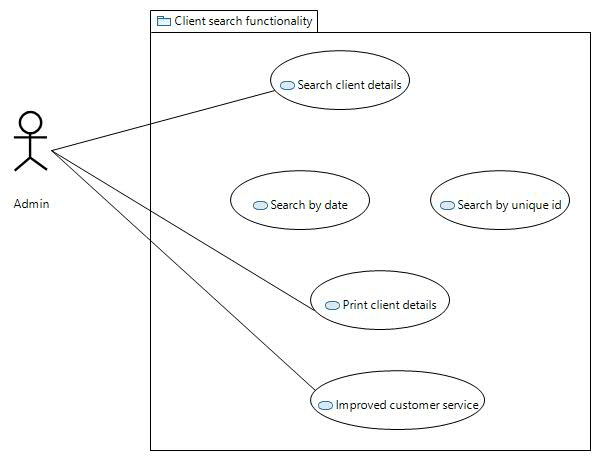 Client search functionality
Search client details
Admin
Search by date
Search by unique id
Print client details
Improved customer service